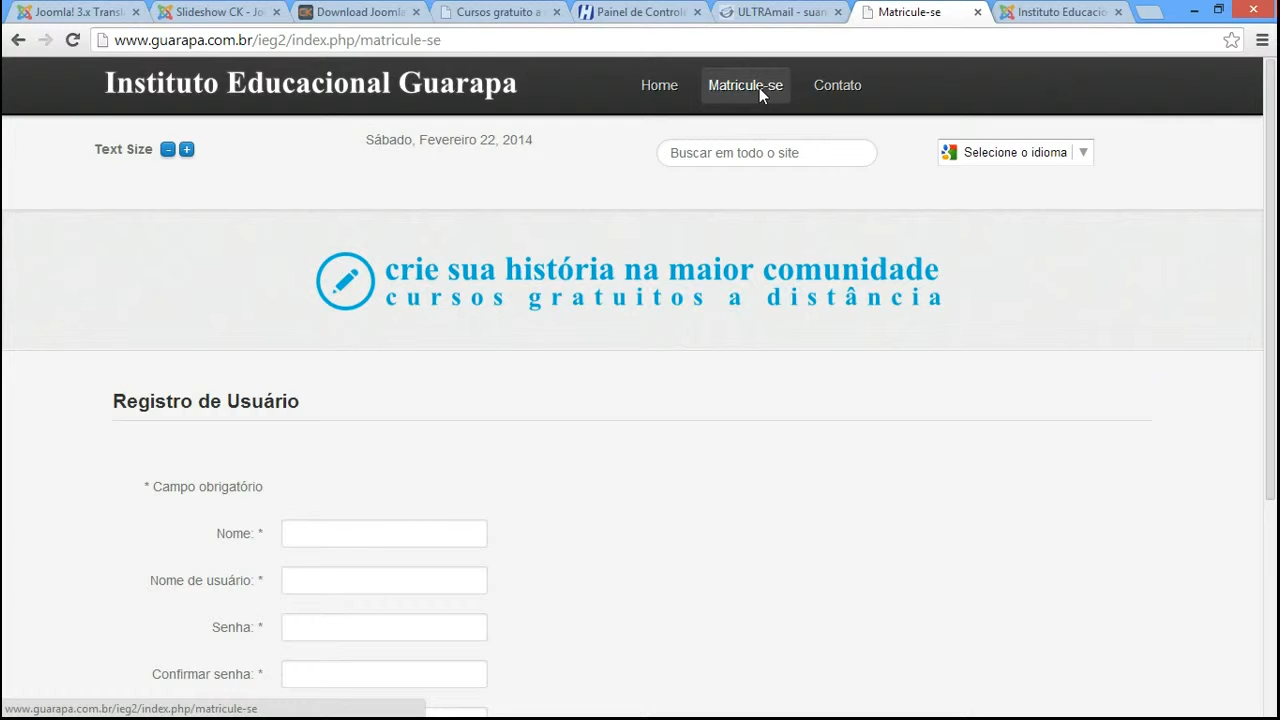 Joomla! 3.x Transl
Slideshow CK - Jo
Download Joomla
Cursos gratuito a
Painel de Control
ULTRAmail - suan
Matricule-se
Instituto Educacio
www.guarapa.com.br/ieg2/index.php/matricule-se
Instituto Educacional Guarapa
Home
Matricule-se
Contato
Text Size - +
Sábado, Fevereiro 22, 2014
Buscar em todo o site
Selecione o idioma
crie sua história na maior comunidade
cursos gratuitos a distância
Registro de Usuário
* Campo obrigatório
Nome: *
Nome de usuário: *
Senha: *
Confirmar senha: *
www.guarapa.com.br/ieg2/index.php/matricule-se